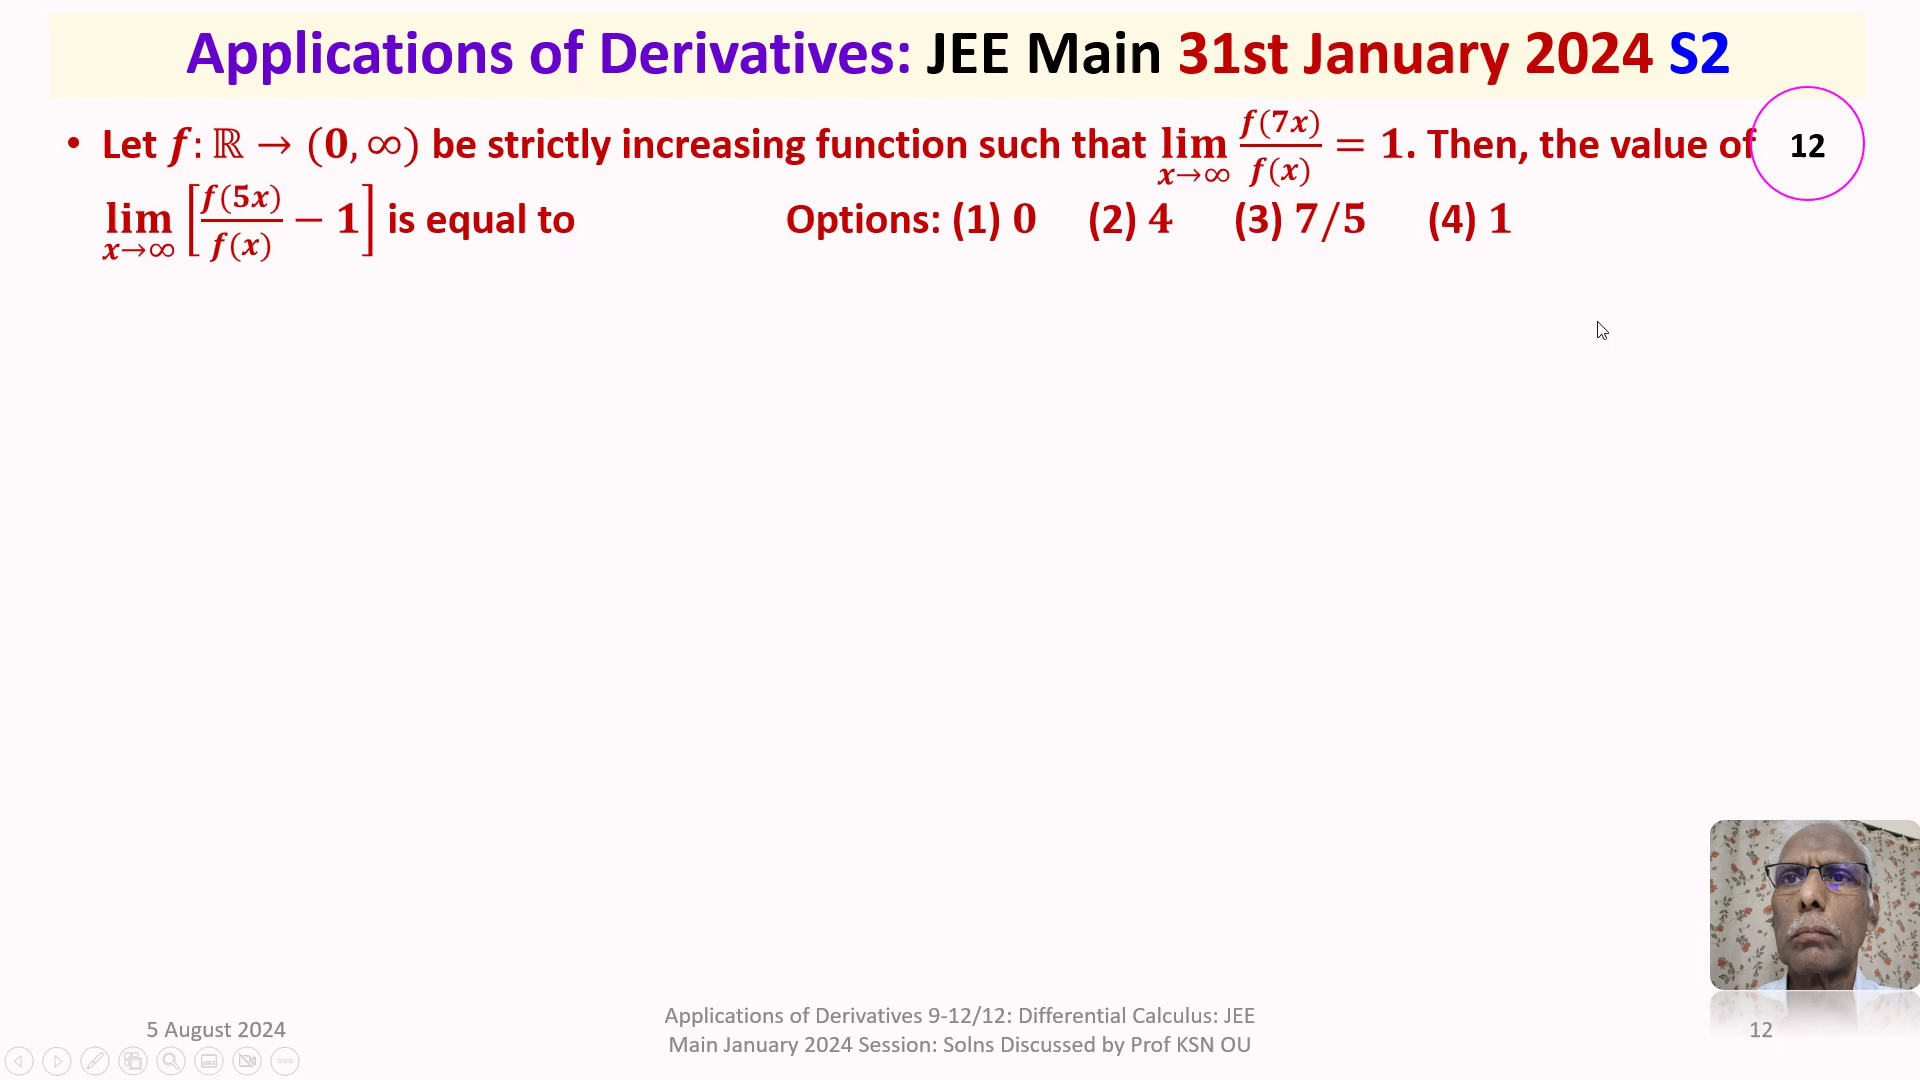 Applications of Derivatives: JEE Main 31st January 2024 S2
• Let f: ℝ → (0, ∞) be strictly increasing function such that lim x→∞ f(7x)/f(x) = 1. Then, the value of
12
lim x→∞ [f(5x)/f(x) − 1] is equal to Options: (1) 0 (2) 4 (3) 7/5 (4) 1
5 August 2024
Applications of Derivatives 9-12/12: Differential Calculus: JEE
Main January 2024 Session: Solns Discussed by Prof KSN OU
12